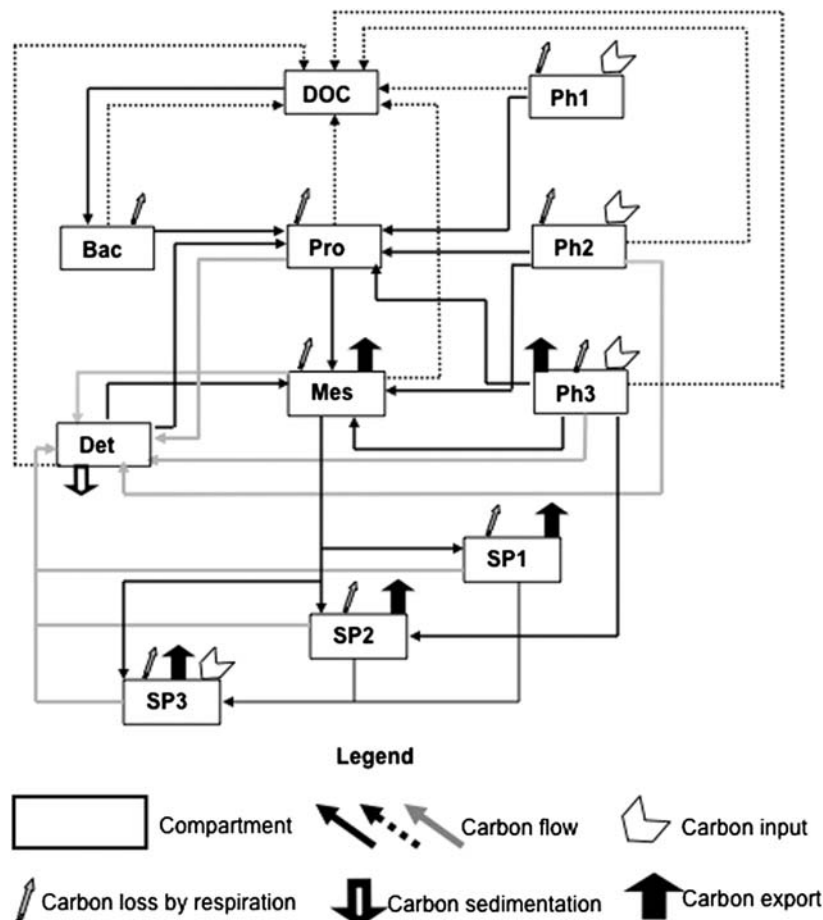 DOC
Ph1
Bac
Pro
Ph2
Mes
Ph3
Det
SP1
SP2
SP3
Legend
Compartment
Carbon flow
Carbon input
Carbon loss by respiration
Carbon sedimentation
Carbon export